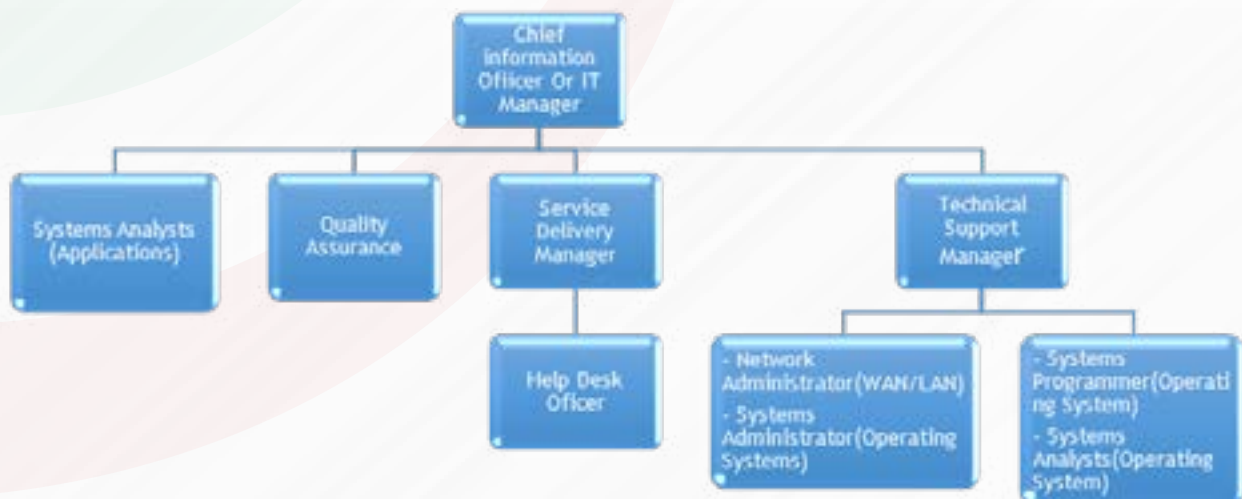 Chief
information
Officer Or IT
Manager
Systems Analysts
(Applications)
Quality
Assurance
Service
Delivery
Manager
Technical
Support
Manager
Help Desk
Oficer
- Network
Administrator(WAN/LAN)
- Systems
Administrator(Operating
Systems)
- Systems
Programmer(Operati
ng System)
- Systems
Analysts(Operating
System)